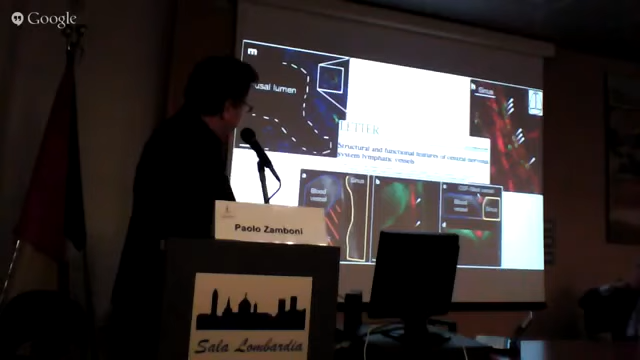 Google
m
usal lumen
LETTER
Structural and functional features of central nervous
system lymphatic vessels
Sinus
Blood
vessel
Sinus
Blood
vessel
Sinus
Paolo Zamboni
Sala Lombardia